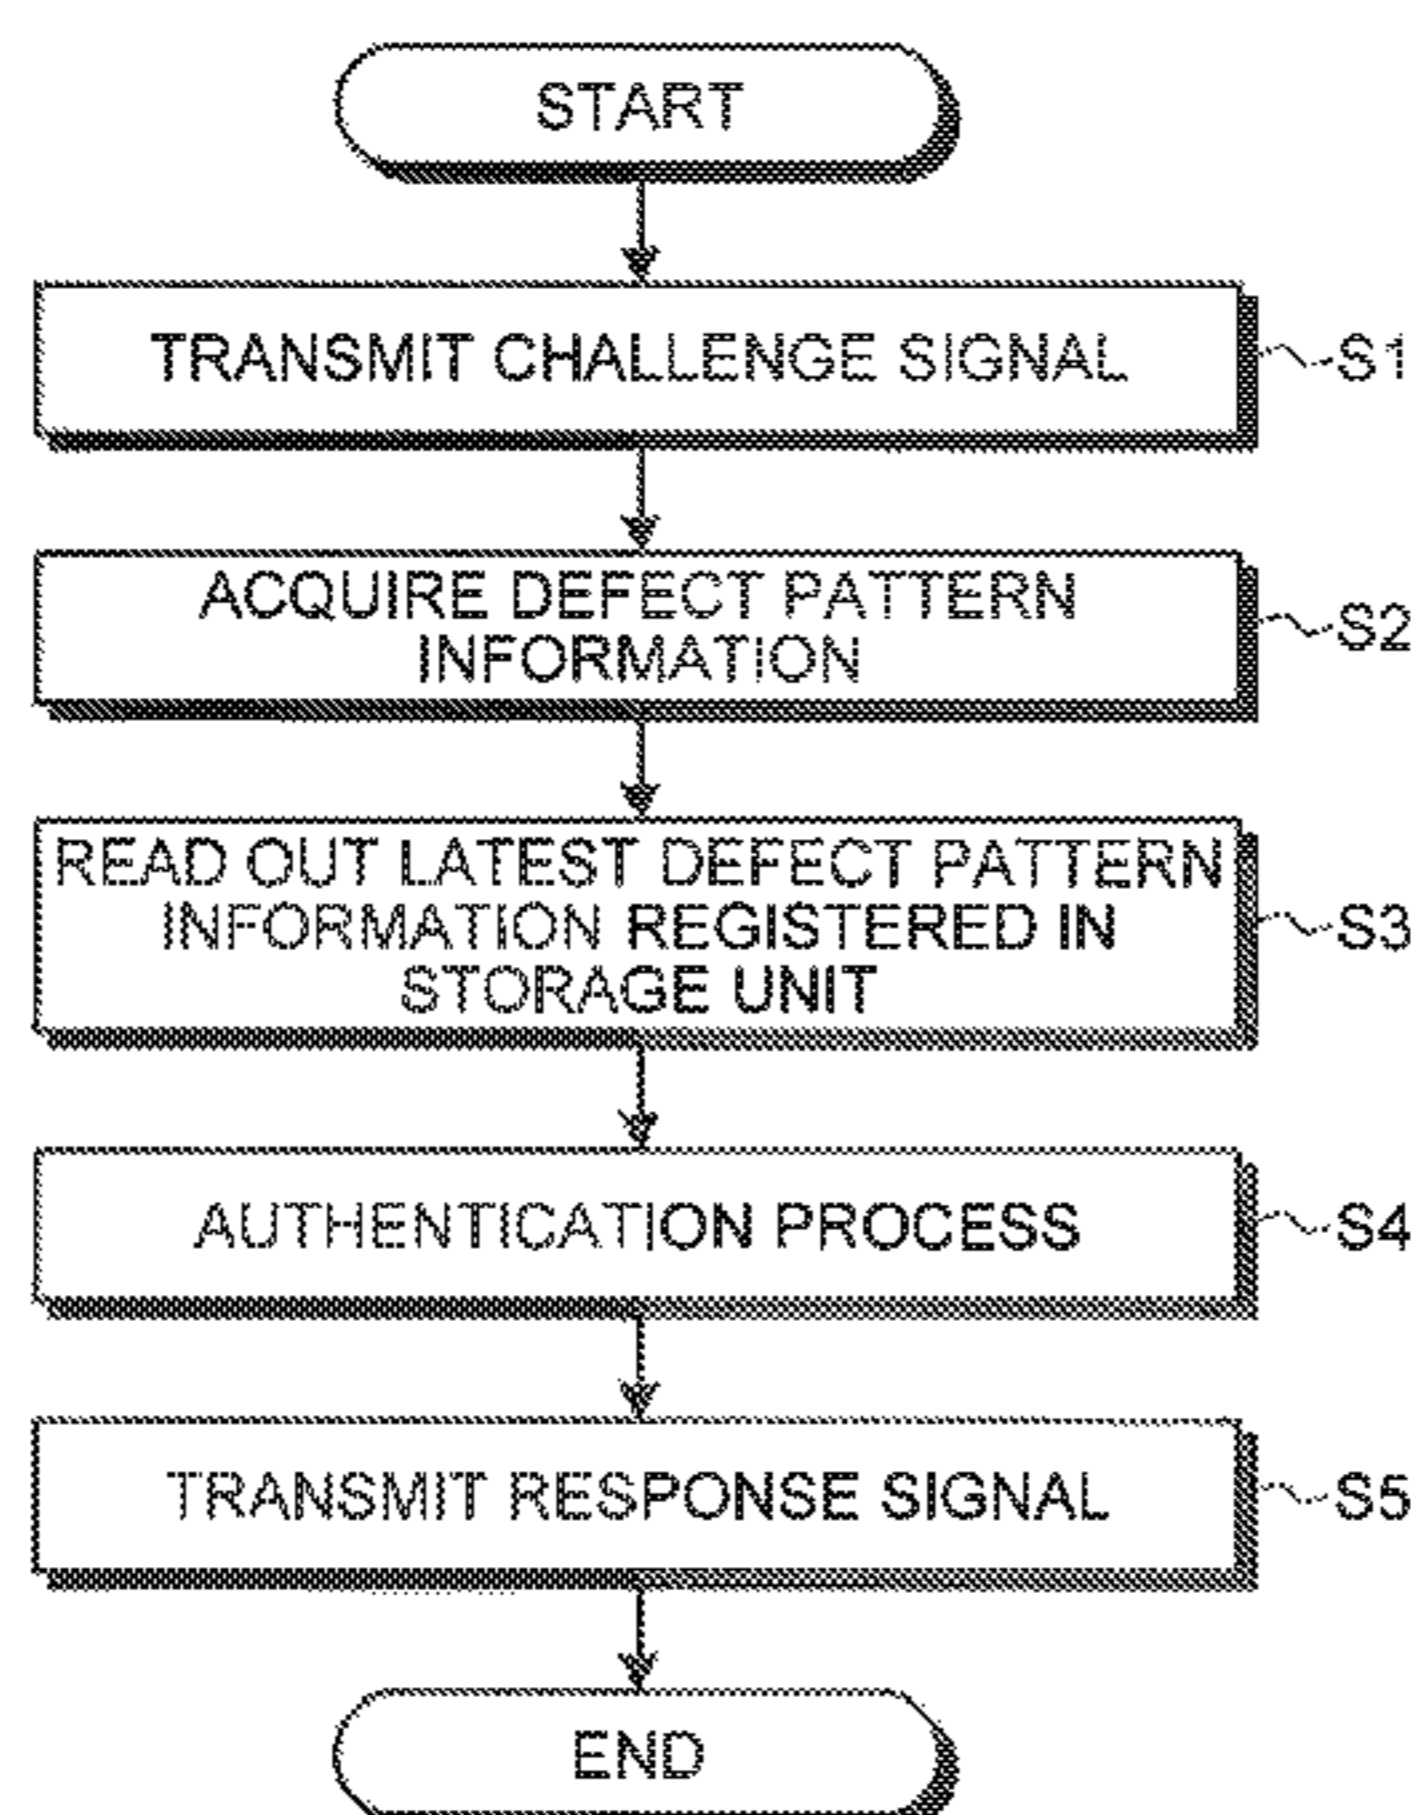 START
TRANSMIT CHALLENGE SIGNAL
S1
ACQUIRE DEFECT PATTERN
INFORMATION
S2
READ OUT LATEST DEFECT PATTERN
INFORMATION REGISTERED IN
STORAGE UNIT
S3
AUTHENTICATION PROCESS
S4
TRANSMIT RESPONSE SIGNAL
S5
END